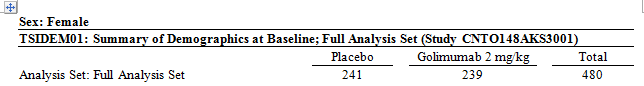 Sex: Female
TSIDEM01: Summary of Demographics at Baseline; Full Analysis Set (Study CNTO148AKS3001)
Placebo Golimumab 2 mg/kg Total
Analysis Set: Full Analysis Set 241 239 480